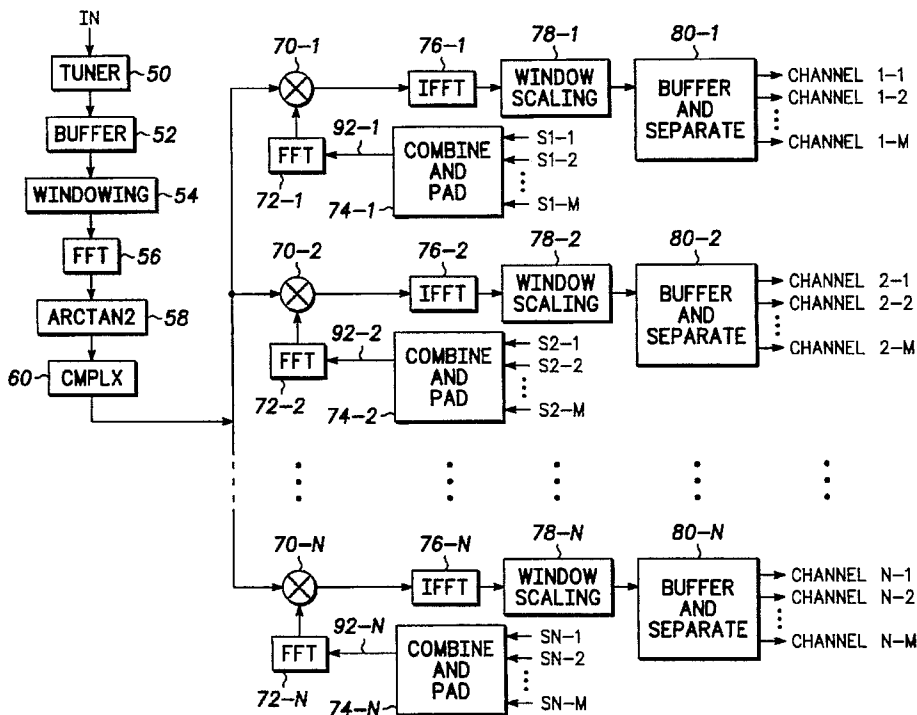 IN
TUNER
50
BUFFER
52
WINDOWING
54
FFT
56
ARCTAN2
58
60
CMPLX
70-1
76-1
IFFT
78-1
WINDOW
SCALING
80-1
BUFFER
AND
SEPARATE
CHANNEL 1-1
CHANNEL 1-2
CHANNEL 1-M
FFT
72-1
92-1
COMBINE
AND
PAD
74-1
S1-1
S1-2
S1-M
70-2
76-2
IFFT
78-2
WINDOW
SCALING
80-2
BUFFER
AND
SEPARATE
CHANNEL 2-1
CHANNEL 2-2
CHANNEL 2-M
FFT
72-2
92-2
COMBINE
AND
PAD
74-2
S2-1
S2-2
S2-M
70-N
76-N
IFFT
78-N
WINDOW
SCALING
80-N
BUFFER
AND
SEPARATE
CHANNEL N-1
CHANNEL N-2
CHANNEL N-M
FFT
72-N
92-N
COMBINE
AND
PAD
74-N
SN-1
SN-2
SN-M